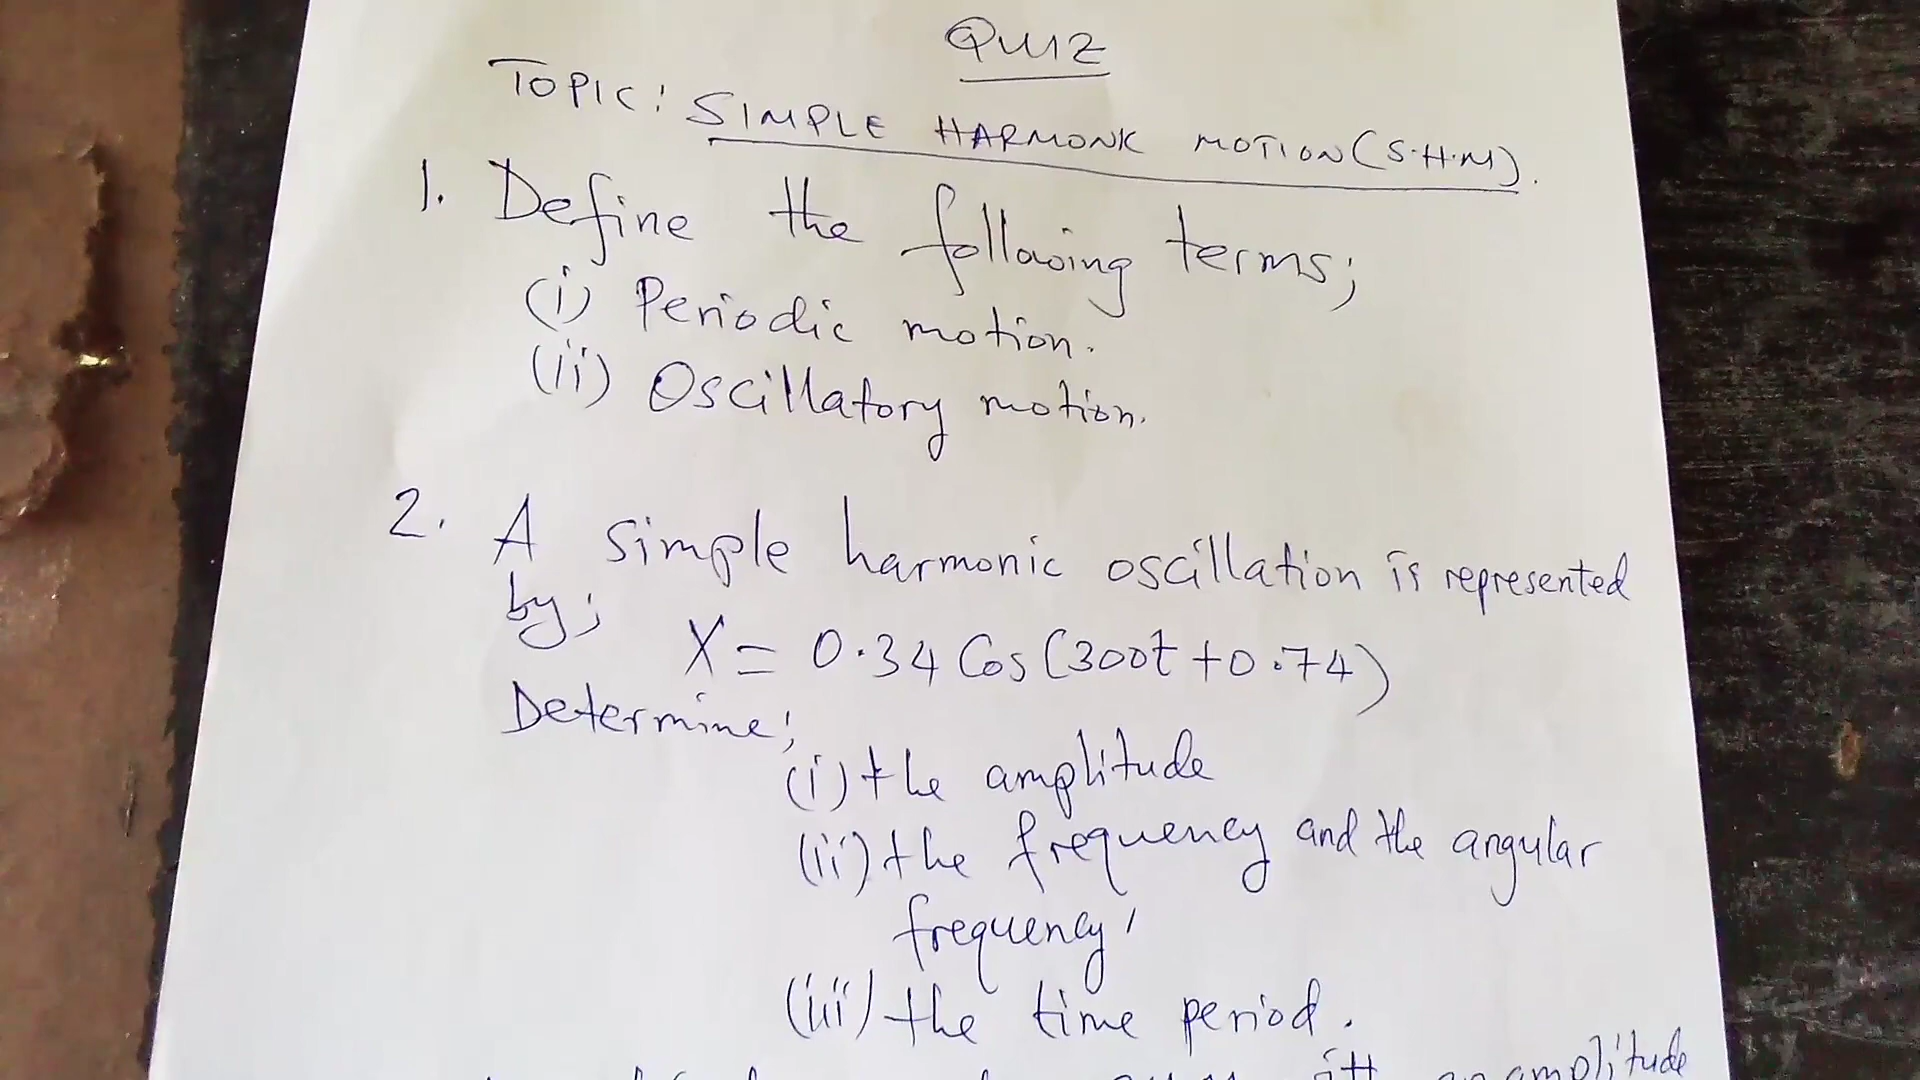 QUIZ
TOPIC: SIMPLE HARMONIC MOTION (S.H.M).
1. Define the following terms;
(i) Periodic motion.
(ii) Oscillatory motion.
2. A simple harmonic oscillation is represented
by;
X = 0.34 Cos (300t + 0.74)
Determine;
(i) the amplitude
(ii) the frequency and the angular
frequency,
(iii) the time period.
amplitude